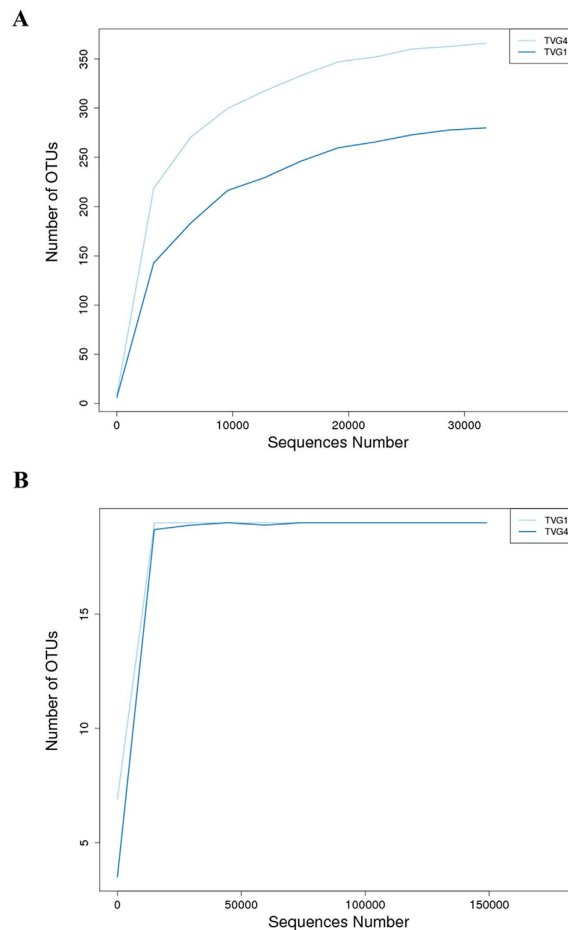 A
TVG4
TVG1
350
300
250
200
150
100
50
0
Number of OTUs
0 10000 20000 30000
Sequences Number
B
TVG1
TVG4
15
10
5
Number of OTUs
0 50000 100000 150000
Sequences Number